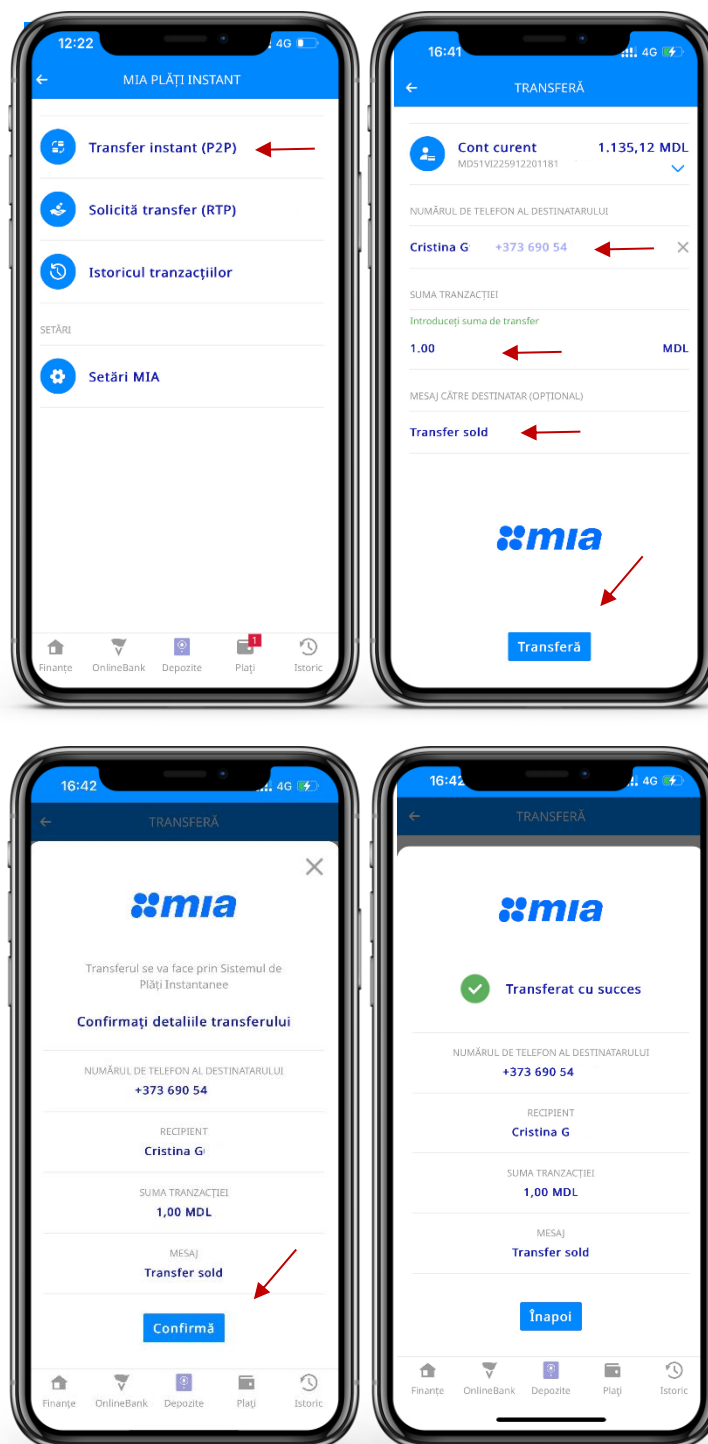 12:22
4G
MIA PLĂȚI INSTANT
Transfer instant (P2P)
Solicită transfer (RTP)
Istoricul tranzacțiilor
SETĂRI
Setări MIA
1
Finanțe OnlineBank Depozite Plați Istoric
16:41
4G
TRANSFERĂ
Cont curent 1.135,12 MDL
MD51VI225912201181
NUMĂRUL DE TELEFON AL DESTINATARULUI
Cristina G +373 690 54
SUMA TRANZACȚIEI
Introduceți suma de transfer
1.00 MDL
MESAJ CĂTRE DESTINATAR (OPȚIONAL)
Transfer sold
mia
Transferă
16:42
4G
TRANSFERĂ
mia
Transferul se va face prin Sistemul de
Plăți Instantanee
Confirmați detaliile transferului
NUMĂRUL DE TELEFON AL DESTINATARULUI
+373 690 54
RECIPIENT
Cristina G
SUMA TRANZACȚIEI
1,00 MDL
MESAJ
Transfer sold
Confirmă
Finanțe OnlineBank Depozite Plați Istoric
16:42
4G
TRANSFERĂ
mia
Transferat cu succes
NUMĂRUL DE TELEFON AL DESTINATARULUI
+373 690 54
RECIPIENT
Cristina G
SUMA TRANZACȚIEI
1,00 MDL
MESAJ
Transfer sold
Înapoi
Finanțe OnlineBank Depozite Plați Istoric